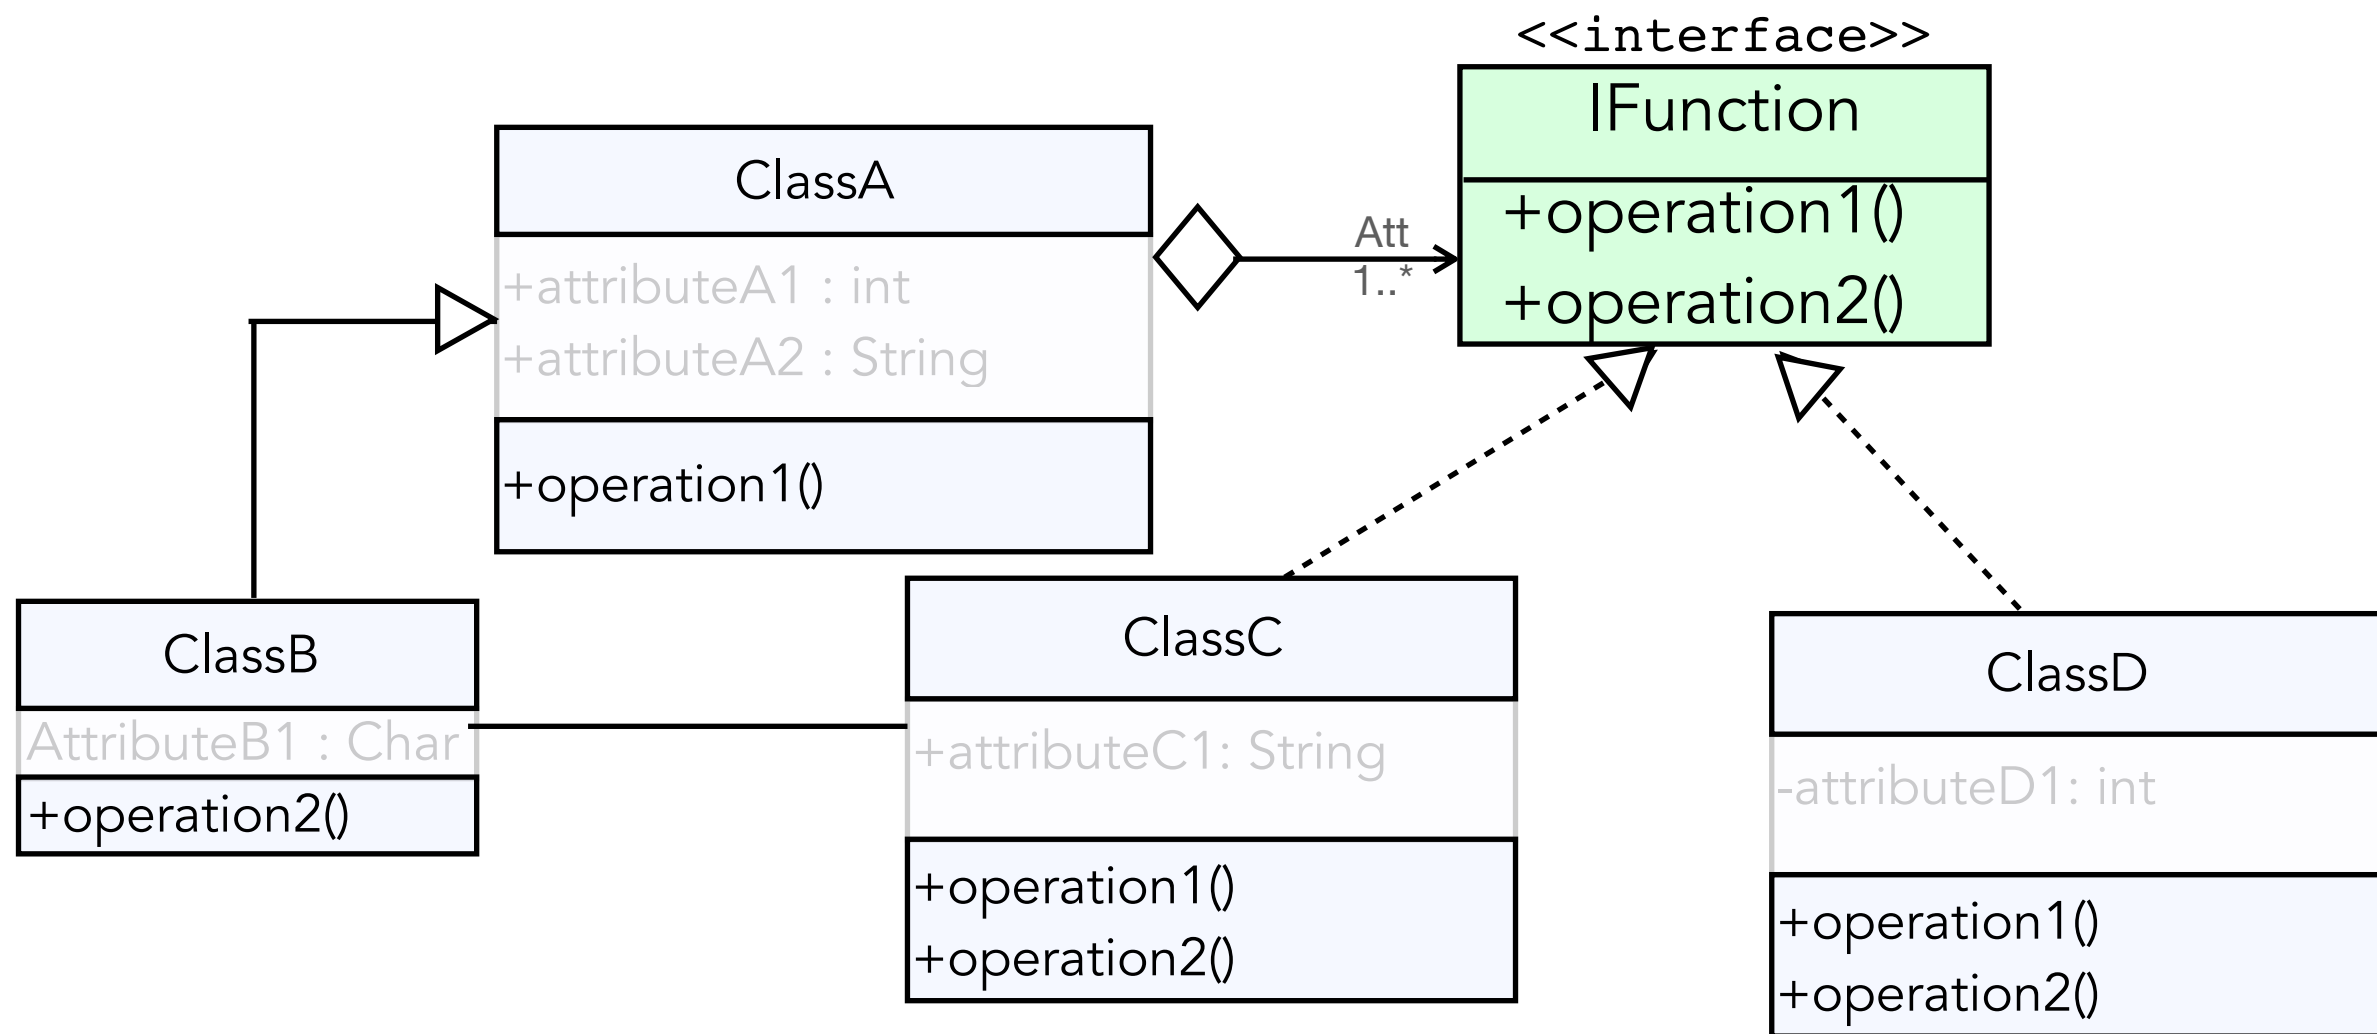 <<interface>>
IFunction
+operation1()
+operation2()
ClassA
+attributeA1 : int
+attributeA2 : String
+operation1()
Att
1..*
ClassB
AttributeB1 : Char
+operation2()
ClassC
+attributeC1: String
+operation1()
+operation2()
ClassD
-attributeD1: int
+operation1()
+operation2()